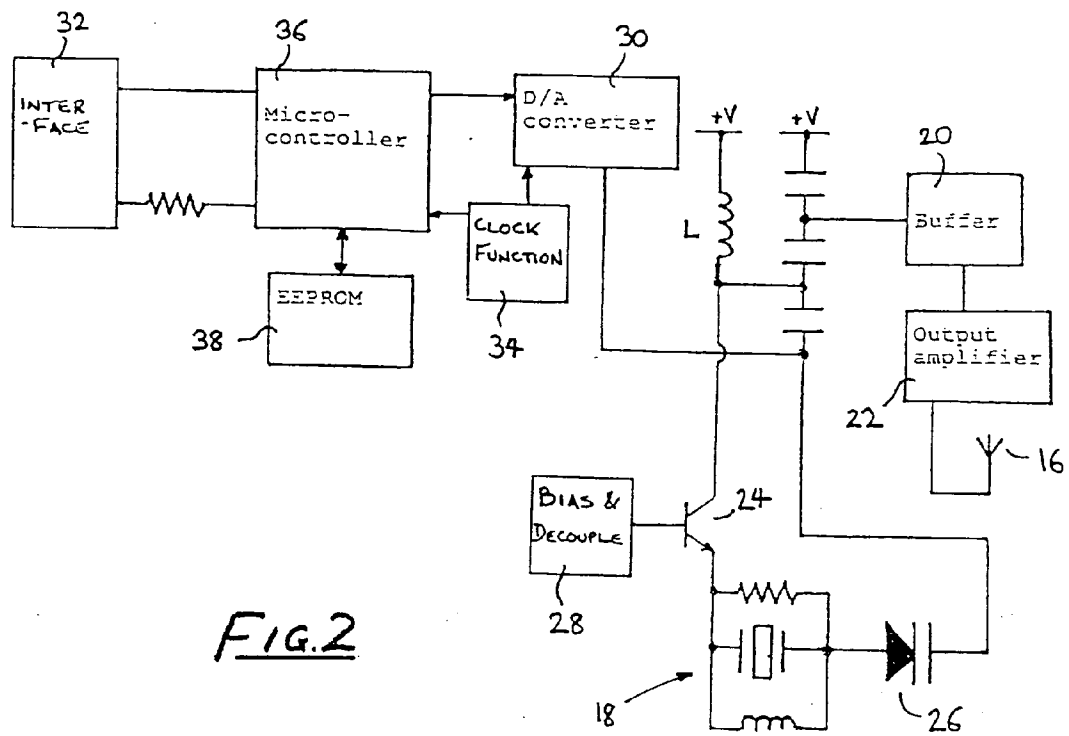 32
INTER
-FACE
36
Micro-
controller
30
D/A
converter
+V
+V
20
Buffer
L
CLOCK
FUNCTION
34
EEPROM
38
Output
amplifier
22
16
BIAS &
DECOUPLE
28
24
18
26
FIG.2